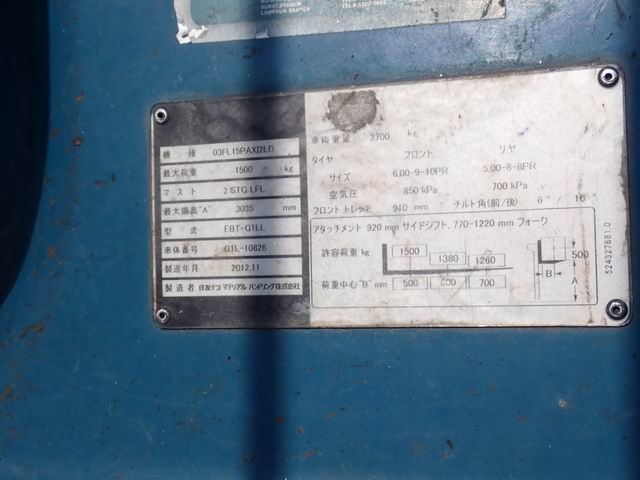 LAMPHUN BRANCH
機 種 03FL15PAXI2LD
最大荷重 1500 kg
マスト 2STG LFL
最大揚高"A" 3035 mm
型 式 EBT-G1LL
車体番号 G1L-10826
製造年月 2012.11
製造者 住友ナコ マテリアル ハンドリング株式会社
車両重量 2700 kg
タイヤ フロント リヤ
サイズ 6.00-9-10PR 5.00-8-8PR
空気圧 850 kPa 700 kPa
フロント トレッド 910 mm チルト角(前/後) 6°/ 10
アタッチメント 920 mm サイドシフト, 770-1220 mm フォーク
許容荷重 kg 1500 1380 1260
荷重中心"B" mm 500 600 700
500
B
A
524327681.0